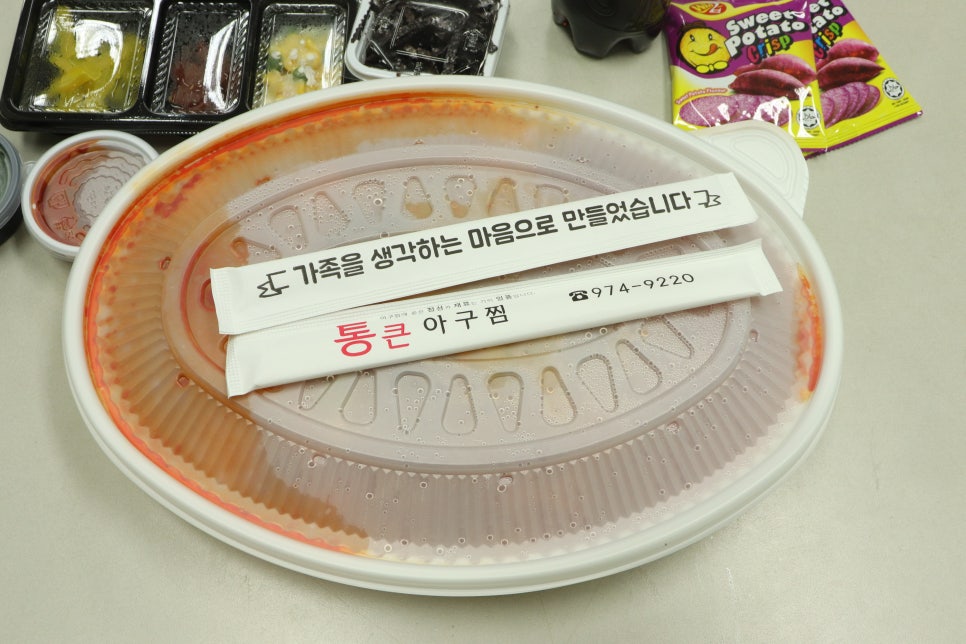 Sweet
Potato
Crisp
가족을 생각하는 마음으로 만들었습니다
통큰 아구찜
☎974-9220